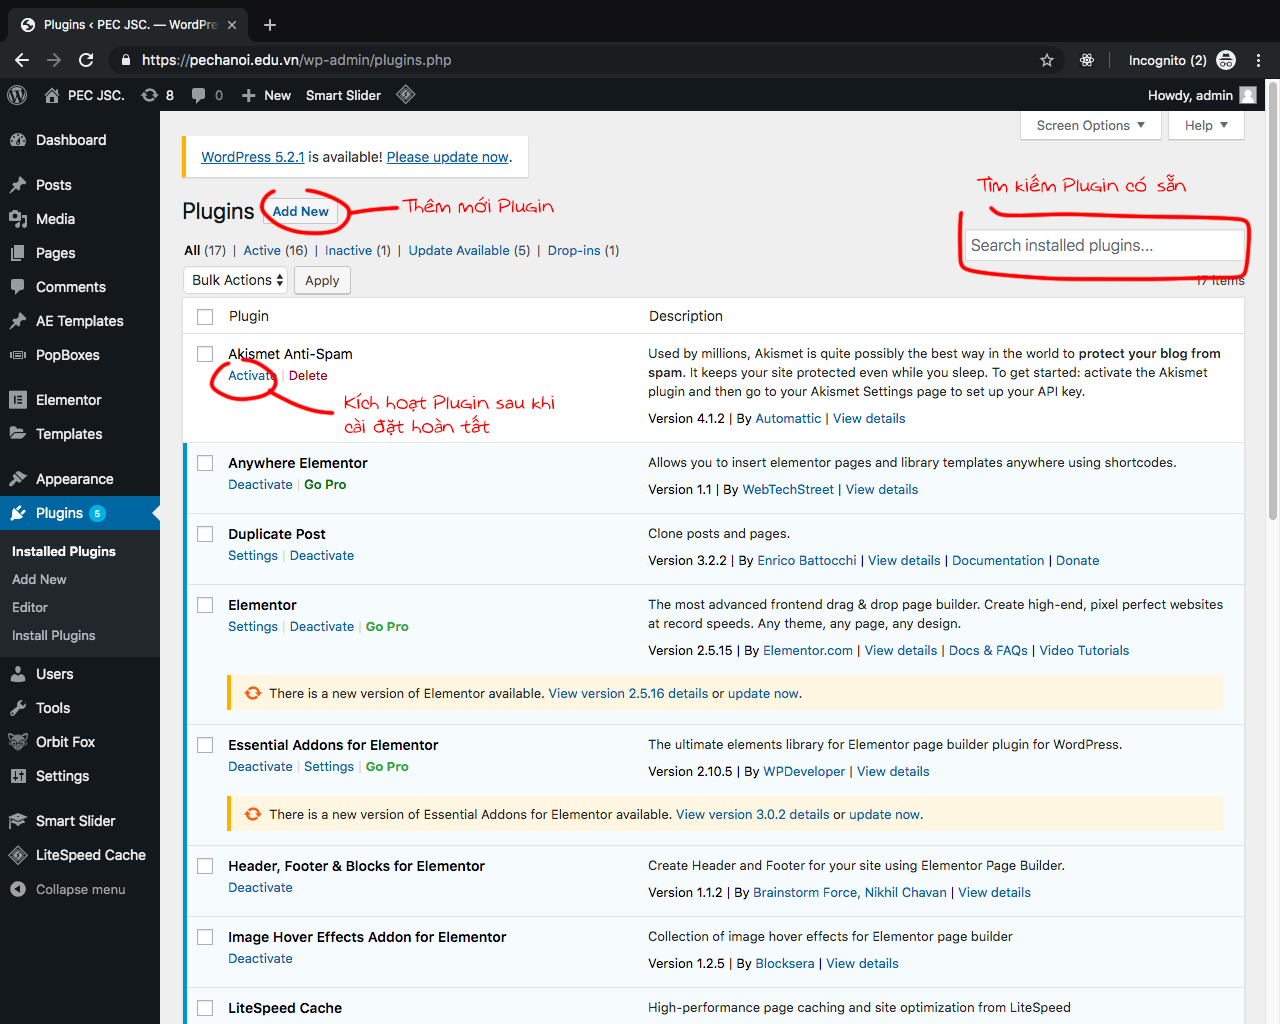 Plugins ‹ PEC JSC. — WordPre
https://pechanoi.edu.vn/wp-admin/plugins.php
Incognito (2)
PEC JSC.
8
0
New
Smart Slider
Howdy, admin
Dashboard
Posts
Media
Pages
Comments
AE Templates
PopBoxes
Elementor
Templates
Appearance
Plugins 5
Installed Plugins
Add New
Editor
Install Plugins
Users
Tools
Orbit Fox
Settings
Smart Slider
LiteSpeed Cache
Collapse menu
Screen Options
Help
WordPress 5.2.1 is available! Please update now.
Plugins
Add New
Thêm mới Plugin
Tìm kiếm Plugin có sẵn
All (17) | Active (16) | Inactive (1) | Update Available (5) | Drop-ins (1)
Search installed plugins...
Bulk Actions
Apply
17 items
Plugin
Description
Akismet Anti-Spam
Activate | Delete
Kích hoạt Plugin sau khi
cài đặt hoàn tất
Used by millions, Akismet is quite possibly the best way in the world to protect your blog from
spam. It keeps your site protected even while you sleep. To get started: activate the Akismet
plugin and then go to your Akismet Settings page to set up your API key.
Version 4.1.2 | By Automattic | View details
Anywhere Elementor
Deactivate | Go Pro
Allows you to insert elementor pages and library templates anywhere using shortcodes.
Version 1.1 | By WebTechStreet | View details
Duplicate Post
Settings | Deactivate
Clone posts and pages.
Version 3.2.2 | By Enrico Battocchi | View details | Documentation | Donate
Elementor
Settings | Deactivate | Go Pro
The most advanced frontend drag & drop page builder. Create high-end, pixel perfect websites
at record speeds. Any theme, any page, any design.
Version 2.5.15 | By Elementor.com | View details | Docs & FAQs | Video Tutorials
There is a new version of Elementor available. View version 2.5.16 details or update now.
Essential Addons for Elementor
Deactivate | Settings | Go Pro
The ultimate elements library for Elementor page builder plugin for WordPress.
Version 2.10.5 | By WPDeveloper | View details
There is a new version of Essential Addons for Elementor available. View version 3.0.2 details or update now.
Header, Footer & Blocks for Elementor
Deactivate
Create Header and Footer for your site using Elementor Page Builder.
Version 1.1.2 | By Brainstorm Force, Nikhil Chavan | View details
Image Hover Effects Addon for Elementor
Deactivate
Collection of image hover effects for Elementor page builder
Version 1.2.5 | By Blocksera | View details
LiteSpeed Cache
High-performance page caching and site optimization from LiteSpeed